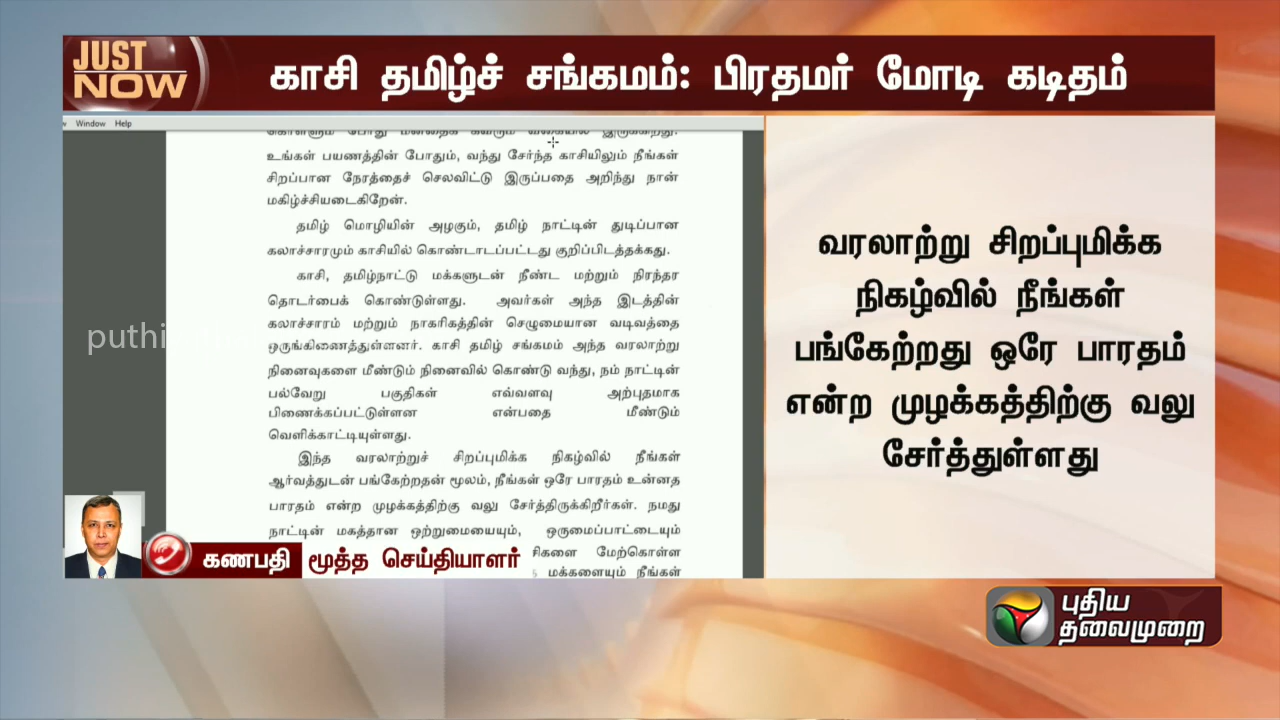 JUST
NOW
காசி தமிழ்ச் சங்கமம்: பிரதமர் மோடி கடிதம்
Window Help
கொள்ளும் போது மனதைக் கவரும் வகையில் இருக்கிறது.
உங்கள் பயணத்தின் போதும், வந்து சேர்ந்த காசியிலும் நீங்கள்
சிறப்பான நேரத்தைச் செலவிட்டு இருப்பதை அறிந்து நான்
மகிழ்ச்சியடைகிறேன்.
தமிழ் மொழியின் அழகும், தமிழ் நாட்டின் துடிப்பான
கலாச்சாரமும் காசியில் கொண்டாடப்பட்டது குறிப்பிடத்தக்கது.
காசி, தமிழ்நாட்டு மக்களுடன் நீண்ட மற்றும் நிரந்தர
தொடர்பைக் கொண்டுள்ளது. அவர்கள் அந்த இடத்தின்
கலாச்சாரம் மற்றும் நாகரிகத்தின் செழுமையான வடிவத்தை
ஒருங்கிணைத்துள்ளனர். காசி தமிழ் சங்கமம் அந்த வரலாற்று
நினைவுகளை மீண்டும் நினைவில் கொண்டு வந்து, நம் நாட்டின்
பல்வேறு பகுதிகள் எவ்வளவு அற்புதமாக
பிணைக்கப்பட்டுள்ளன என்பதை மீண்டும்
வெளிக்காட்டியுள்ளது.
இந்த வரலாற்றுச் சிறப்புமிக்க நிகழ்வில் நீங்கள்
ஆர்வத்துடன் பங்கேற்றதன் மூலம், நீங்கள் ஒரே பாரதம் உன்னத
பாரதம் என்ற முழக்கத்திற்கு வலு சேர்த்திருக்கிறீர்கள். நமது
நாட்டின் மகத்தான ஒற்றுமையையும், ஒருமைப்பாட்டையும்
சிகளை மேற்கொள்ள
மக்களையும் நீங்கள்
வரலாற்று சிறப்புமிக்க
நிகழ்வில் நீங்கள்
பங்கேற்றது ஒரே பாரதம்
என்ற முழக்கத்திற்கு வலு
சேர்த்துள்ளது
கணபதி மூத்த செய்தியாளர்
புதிய
தலைமுறை